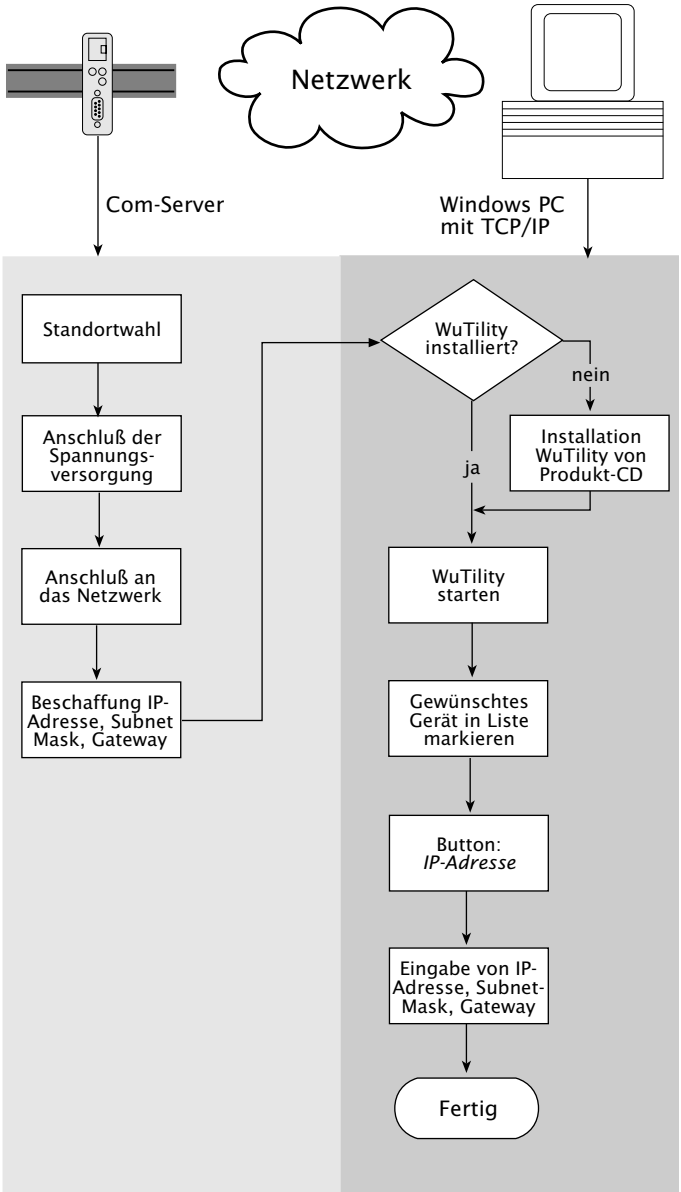 Netzwerk
Com-Server
Windows PC
mit TCP/IP
Standortwahl
Anschluß der
Spannungs-
versorgung
Anschluß an
das Netzwerk
Beschaffung IP-
Adresse, Subnet
Mask, Gateway
WuTility
installiert?
nein
ja
Installation
WuTility von
Produkt-CD
WuTility
starten
Gewünschtes
Gerät in Liste
markieren
Button:
IP-Adresse
Eingabe von IP-
Adresse, Subnet-
Mask, Gateway
Fertig